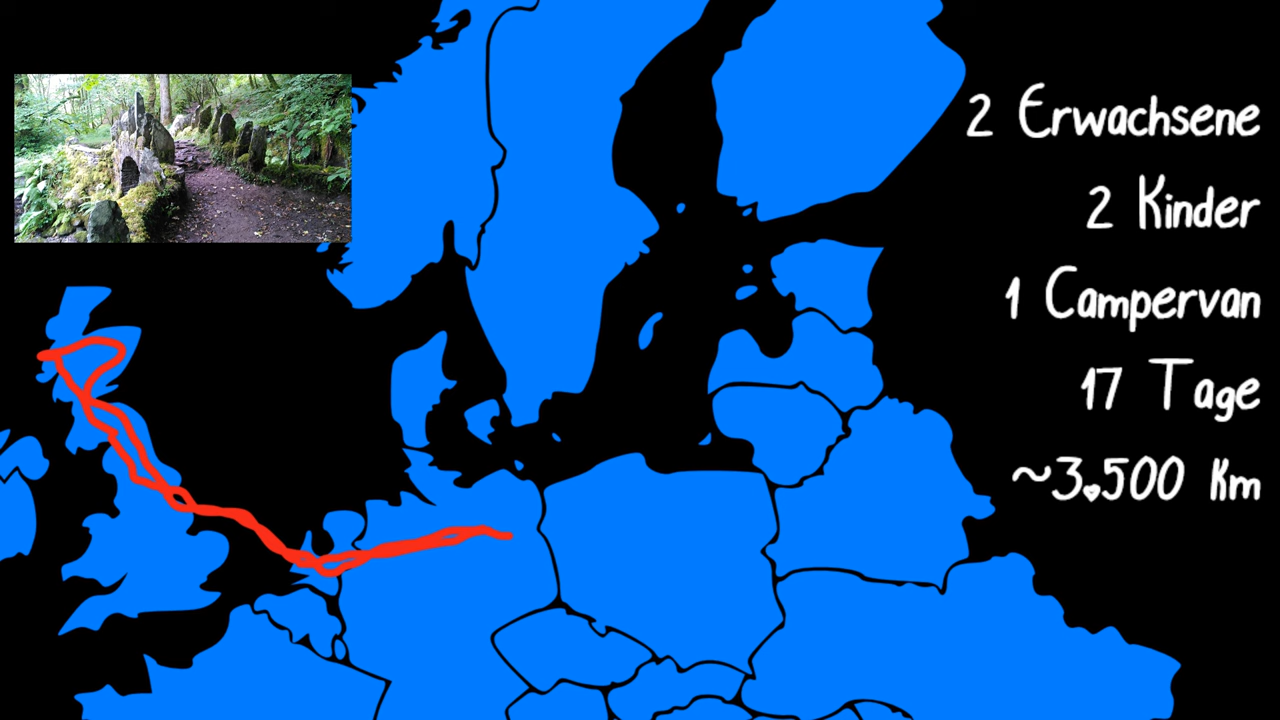 2 Erwachsene
2 Kinder
1 Campervan
17 Tage
~3.500 Km